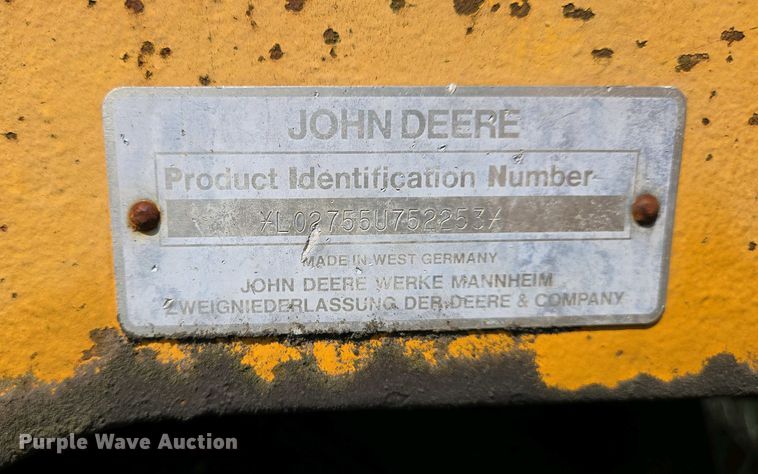 JOHN DEERE
Product Identification Number
*L02755U752253*
MADE IN WEST GERMANY
JOHN DEERE WERKE MANNHEIM
ZWEIGNIEDERLASSUNG DER DEERE & COMPANY
Purple Wave Auction